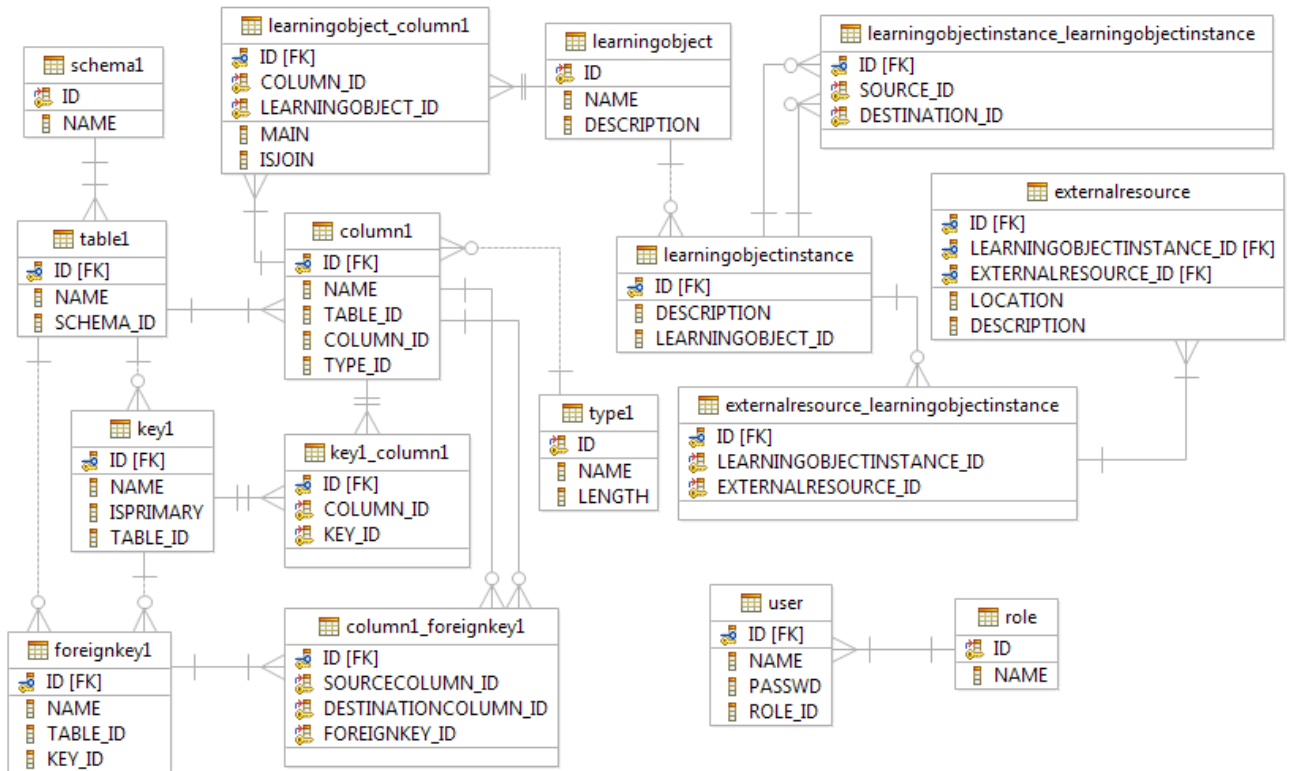 schema1
ID
NAME
learningobject_column1
ID [FK]
COLUMN_ID
LEARNINGOBJECT_ID
MAIN
ISJOIN
learningobject
ID
NAME
DESCRIPTION
learningobjectinstance_learningobjectinstance
ID [FK]
SOURCE_ID
DESTINATION_ID
table1
ID [FK]
NAME
SCHEMA_ID
column1
ID [FK]
NAME
TABLE_ID
COLUMN_ID
TYPE_ID
learningobjectinstance
ID [FK]
DESCRIPTION
LEARNINGOBJECT_ID
externalresource
ID [FK]
LEARNINGOBJECTINSTANCE_ID [FK]
EXTERNALRESOURCE_ID [FK]
LOCATION
DESCRIPTION
key1
ID [FK]
NAME
ISPRIMARY
TABLE_ID
key1_column1
ID [FK]
COLUMN_ID
KEY_ID
type1
ID
NAME
LENGTH
externalresource_learningobjectinstance
ID [FK]
LEARNINGOBJECTINSTANCE_ID
EXTERNALRESOURCE_ID
foreignkey1
ID [FK]
NAME
TABLE_ID
KEY_ID
column1_foreignkey1
ID [FK]
SOURCECOLUMN_ID
DESTINATIONCOLUMN_ID
FOREIGNKEY_ID
user
ID [FK]
NAME
PASSWD
ROLE_ID
role
ID
NAME